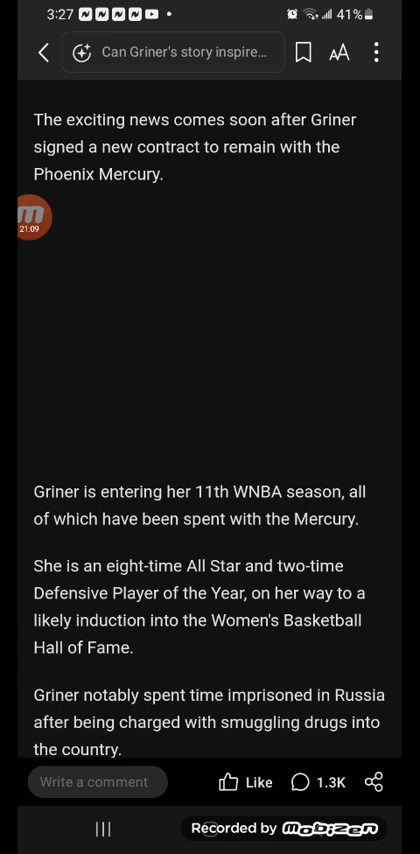 3:27 41%
Can Griner's story inspire... AA
The exciting news comes soon after Griner
signed a new contract to remain with the
Phoenix Mercury.
m
21:09
Griner is entering her 11th WNBA season, all
of which have been spent with the Mercury.
She is an eight-time All Star and two-time
Defensive Player of the Year, on her way to a
likely induction into the Women's Basketball
Hall of Fame.
Griner notably spent time imprisoned in Russia
after being charged with smuggling drugs into
the country.
Write a comment Like 1.3K
Recorded by mobizen